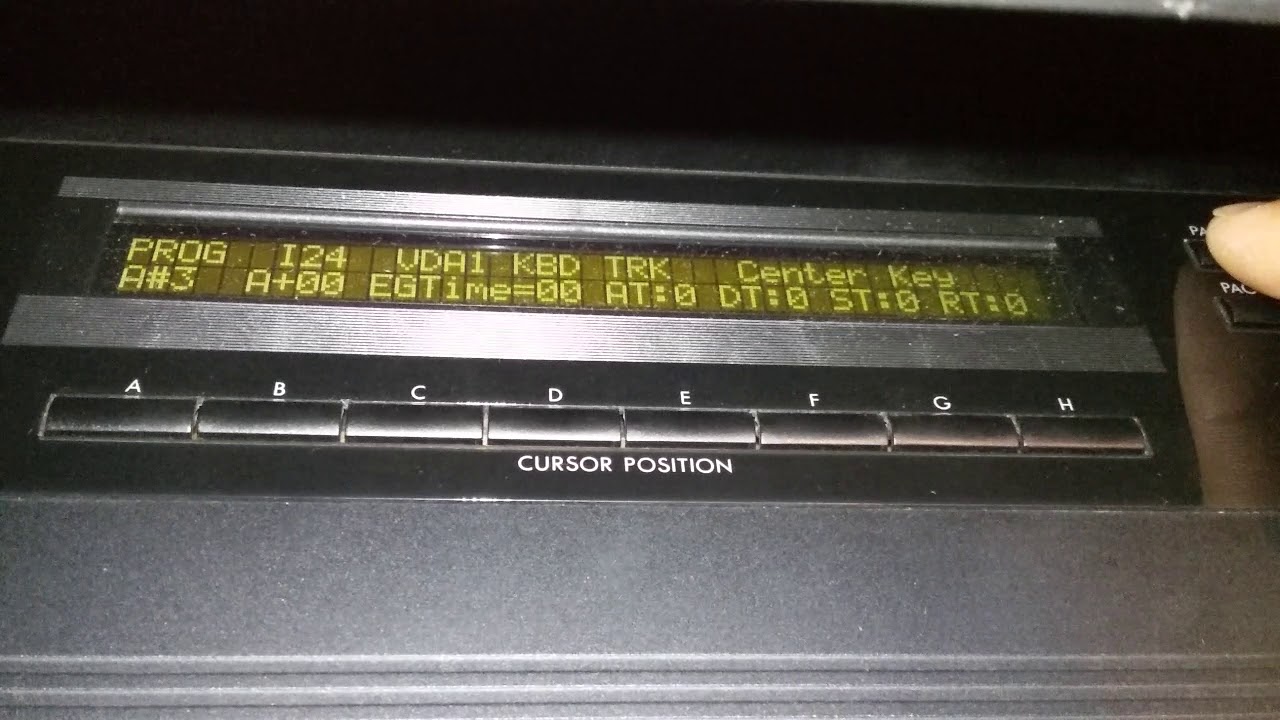 PROG I24 VDA1 KBD TRK Center Key
A#3 A+00 EGTime=00 AT:0 DT:0 ST:0 RT:0
A B C D E F G H
CURSOR POSITION